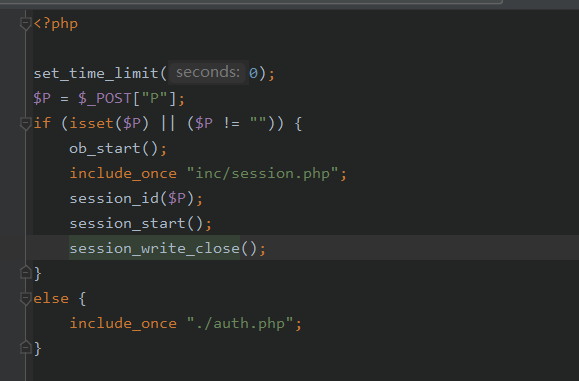 <?php
set_time_limit( seconds: 0);
$P = $_POST["P"];
if (isset($P) || ($P != "")) {
ob_start();
include_once "inc/session.php";
session_id($P);
session_start();
session_write_close();
}
else {
include_once "./auth.php";
}